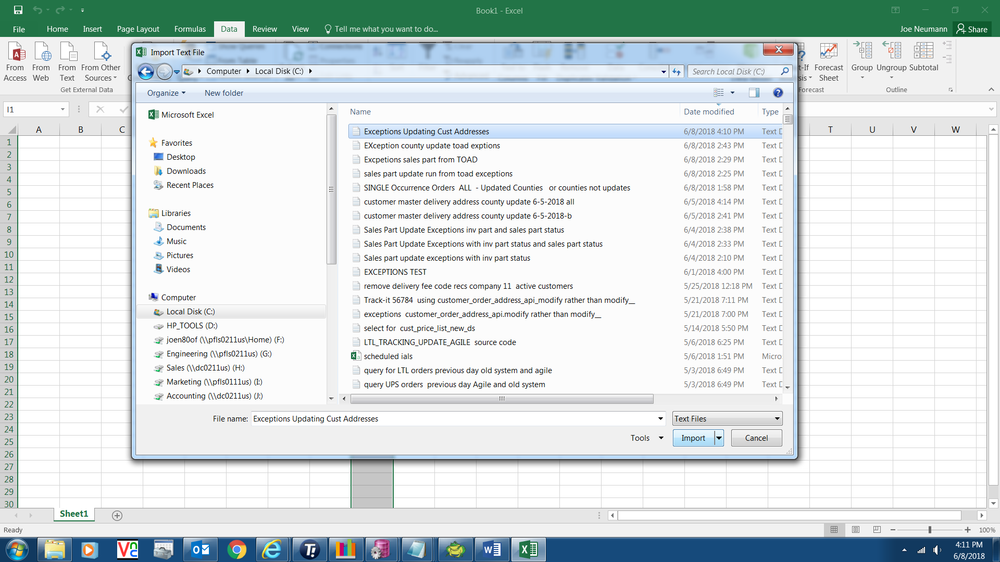 Book1 - Excel
File Home Insert Page Layout Formulas Data Review View Tell me what you want to do... Joe Neumann Share
From Access From Web From Text From Other Sources
Get External Data
Forecast Sheet Group Ungroup Subtotal
Forecast Outline
Import Text File
Computer Local Disk (C:) Search Local Disk (C:)
Organize New folder
I1
A B C T U V W
Microsoft Excel
Favorites
Desktop
Downloads
Recent Places
Libraries
Documents
Music
Pictures
Videos
Computer
Local Disk (C:)
HP_TOOLS (D:)
joen80of (\\pfls0211us\Home) (F:)
Engineering (\\pfls0211us) (G:)
Sales (\\dc0211us) (H:)
Marketing (\\pfls0111us) (I:)
Accounting (\\dc0211us) (J:)
Name Date modified Type
Exceptions Updating Cust Addresses 6/8/2018 4:10 PM Text D
EXception county update toad exptions 6/8/2018 2:43 PM Text D
Excpetions sales part from TOAD 6/8/2018 2:29 PM Text D
sales part update run from toad exceptions 6/8/2018 2:25 PM Text D
SINGLE Occurrence Orders ALL - Updated Counties or counties not updates 6/8/2018 1:58 PM Text D
customer master delivery address county update 6-5-2018 all 6/5/2018 4:14 PM Text D
customer master delivery address county update 6-5-2018-b 6/5/2018 2:41 PM Text D
Sales Part Update Exceptions inv part and sales part status 6/4/2018 2:38 PM Text D
Sales Part Update Exceptions with inv part status and sales part status 6/4/2018 2:33 PM Text D
Sales part update exceptions with inv part status 6/4/2018 2:10 PM Text D
EXCEPTIONS TEST 6/1/2018 4:00 PM Text D
remove delivery fee code recs company 11 active customers 5/25/2018 12:18 PM Text D
Track-it 56784 using customer_order_address_api_modify rather than modify__ 5/21/2018 7:11 PM Text D
exceptions customer_order_address_api.modify rather than modify__ 5/21/2018 7:00 PM Text D
select for cust_price_list_new_ds 5/14/2018 5:50 PM Text D
LTL_TRACKING_UPDATE_AGILE source code 5/6/2018 6:25 PM Text D
scheduled ials 5/6/2018 1:51 PM Micro
query for LTL orders previous day old system and agile 5/3/2018 6:49 PM Text D
query UPS orders previous day Agile and old system 5/3/2018 6:49 PM Text D
File name: Exceptions Updating Cust Addresses Text Files
Tools Import Cancel
1
2
3
4
5
6
7
8
9
10
11
12
13
14
15
16
17
18
19
20
21
22
23
24
25
26
27
28
29
30
Sheet1
Ready 100%
4:11 PM
6/8/2018